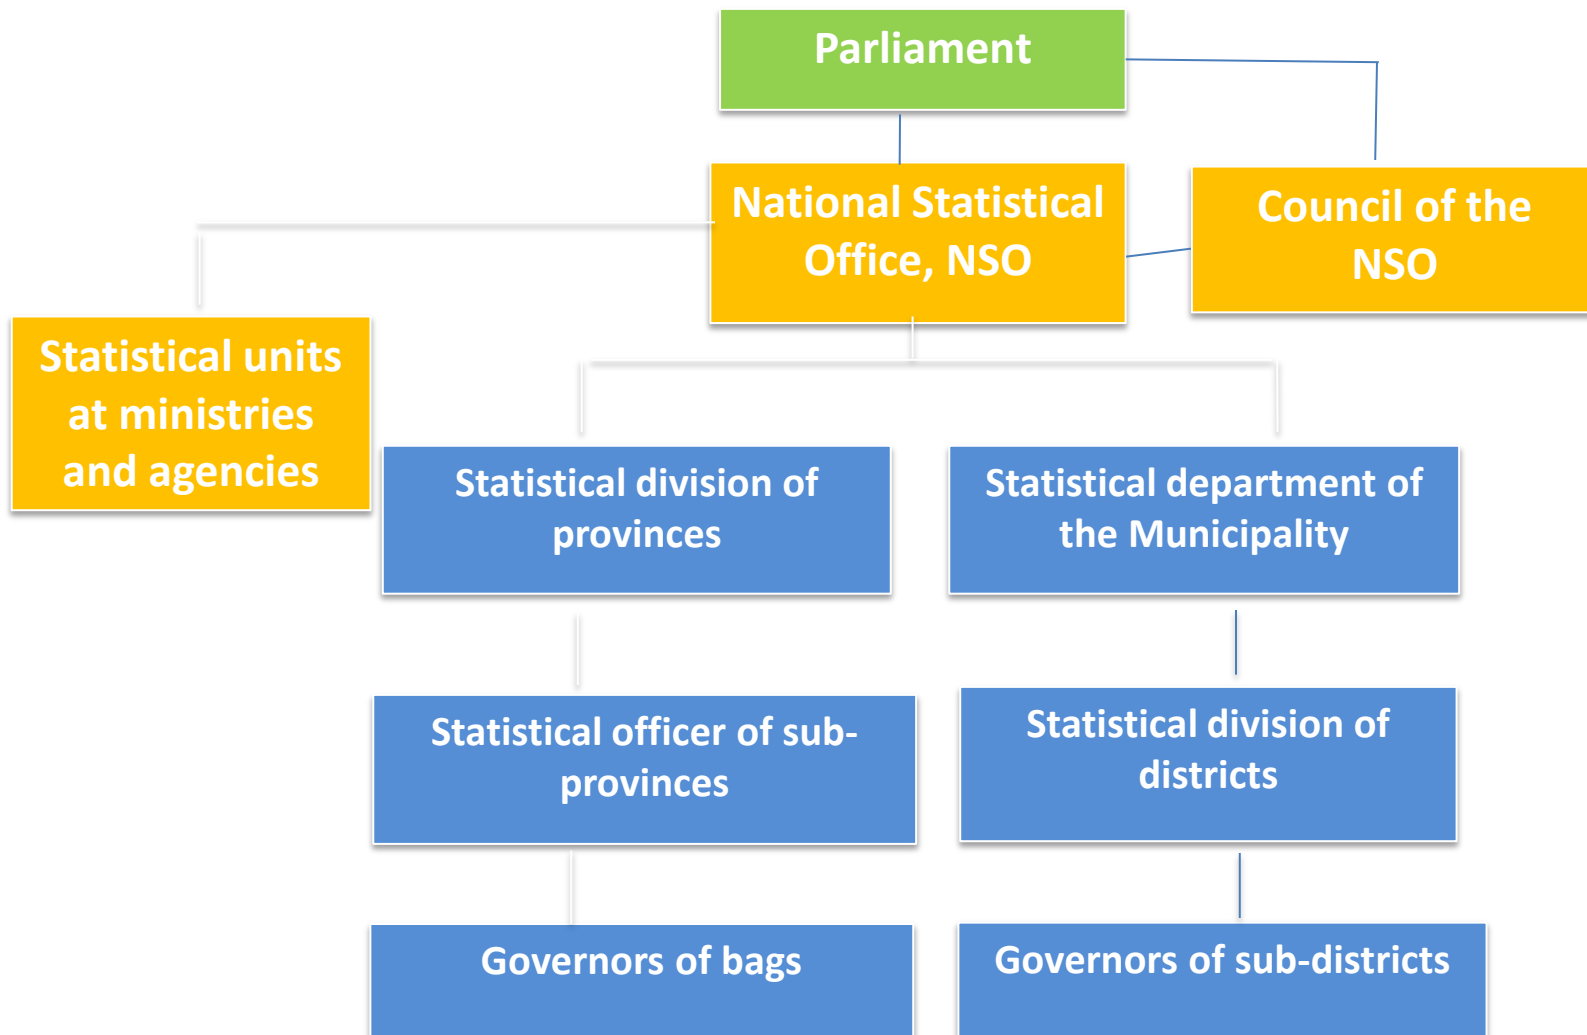 Parliament
National Statistical
Office, NSO
Council of the
NSO
Statistical units
at ministries
and agencies
Statistical division of
provinces
Statistical department of
the Municipality
Statistical officer of sub-
provinces
Statistical division of
districts
Governors of bags
Governors of sub-districts